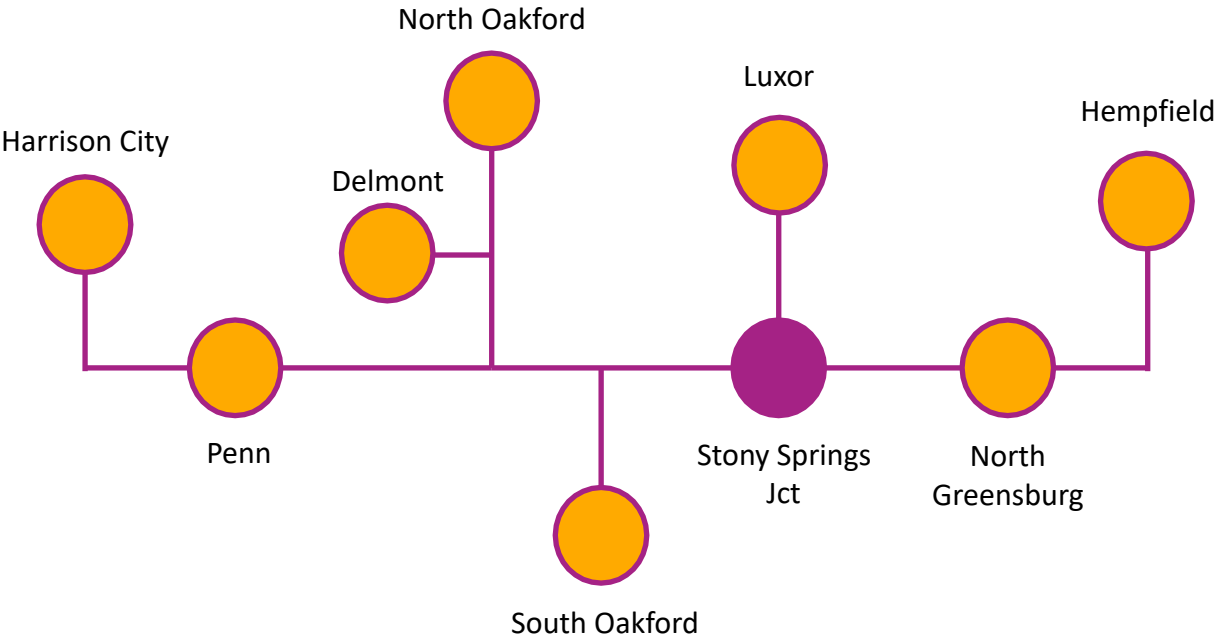 North Oakford
Luxor
Hempfield
Harrison City
Delmont
Penn
Stony Springs
Jct
North
Greensburg
South Oakford